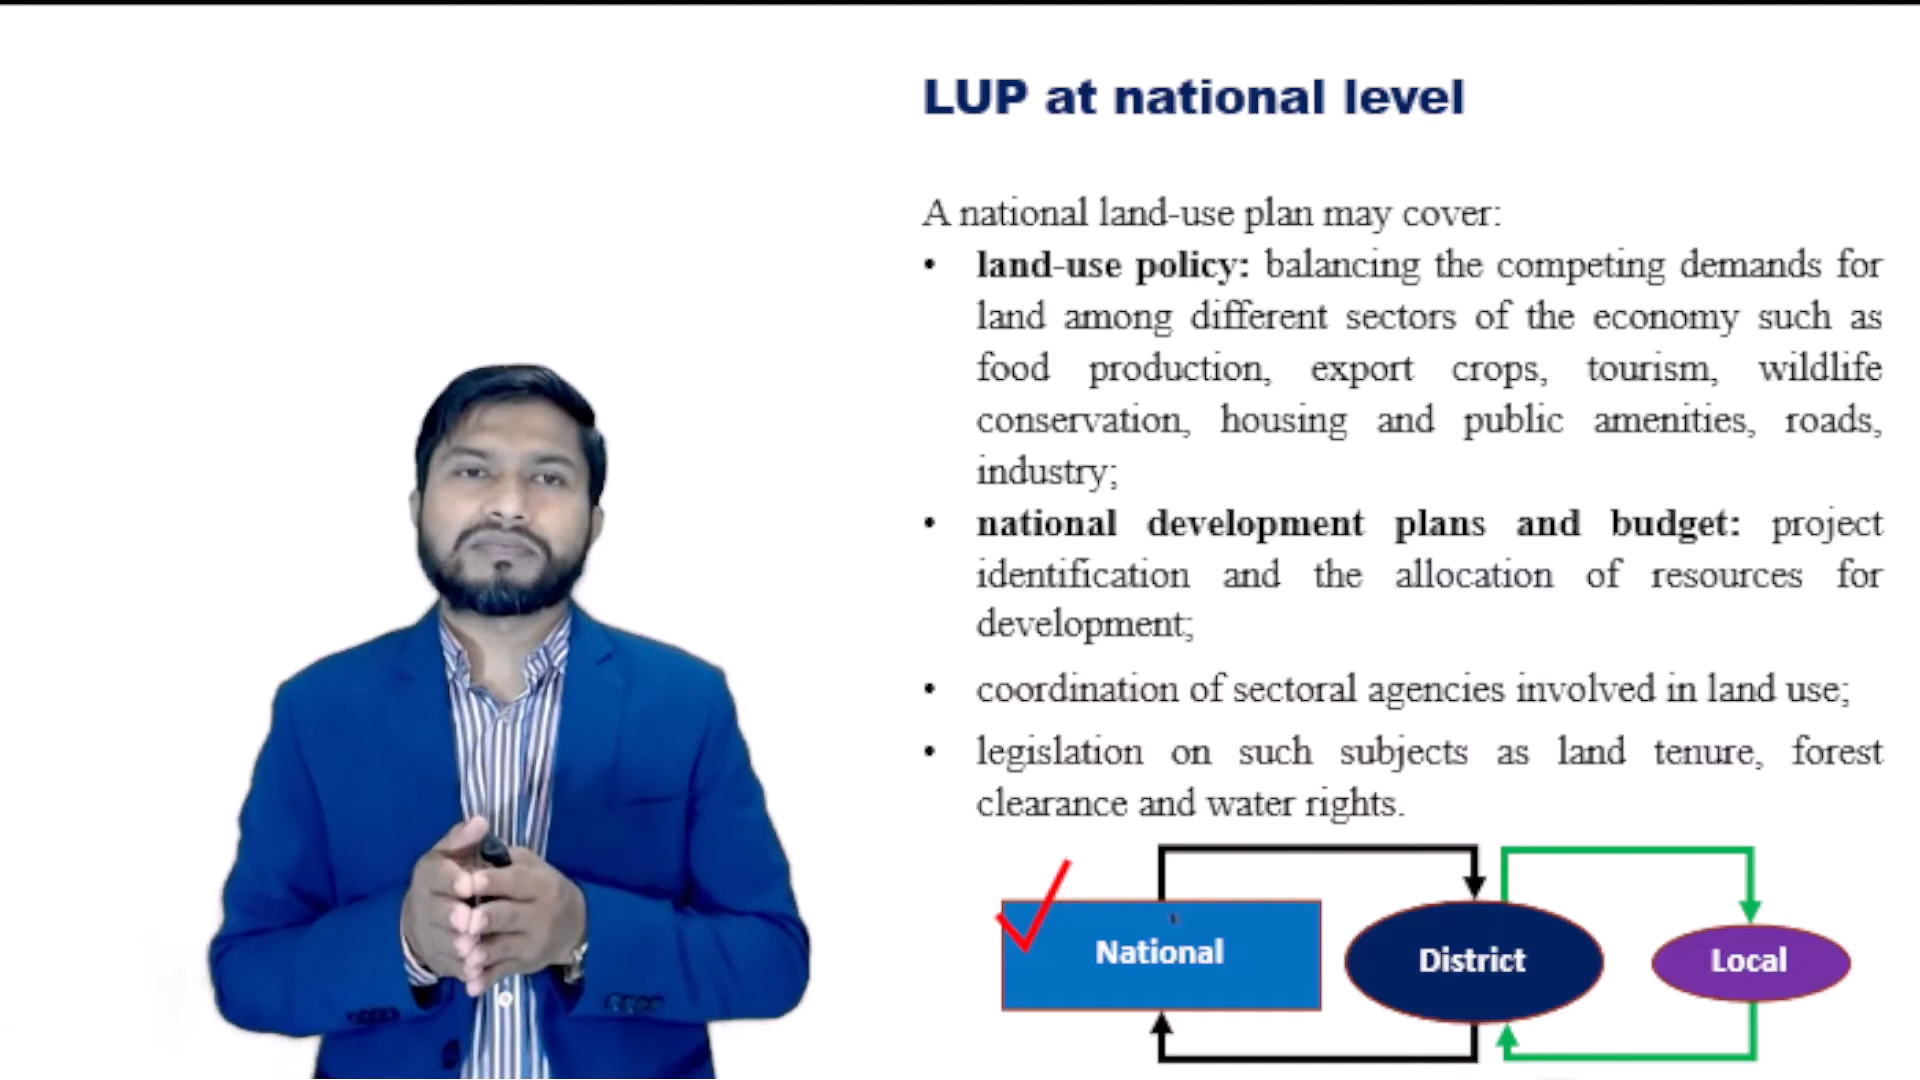 LUP at national level
A national land-use plan may cover:
• land-use policy: balancing the competing demands for
land among different sectors of the economy such as
food production, export crops, tourism, wildlife
conservation, housing and public amenities, roads,
industry;
• national development plans and budget: project
identification and the allocation of resources for
development;
• coordination of sectoral agencies involved in land use;
• legislation on such subjects as land tenure, forest
clearance and water rights.
National
District
Local